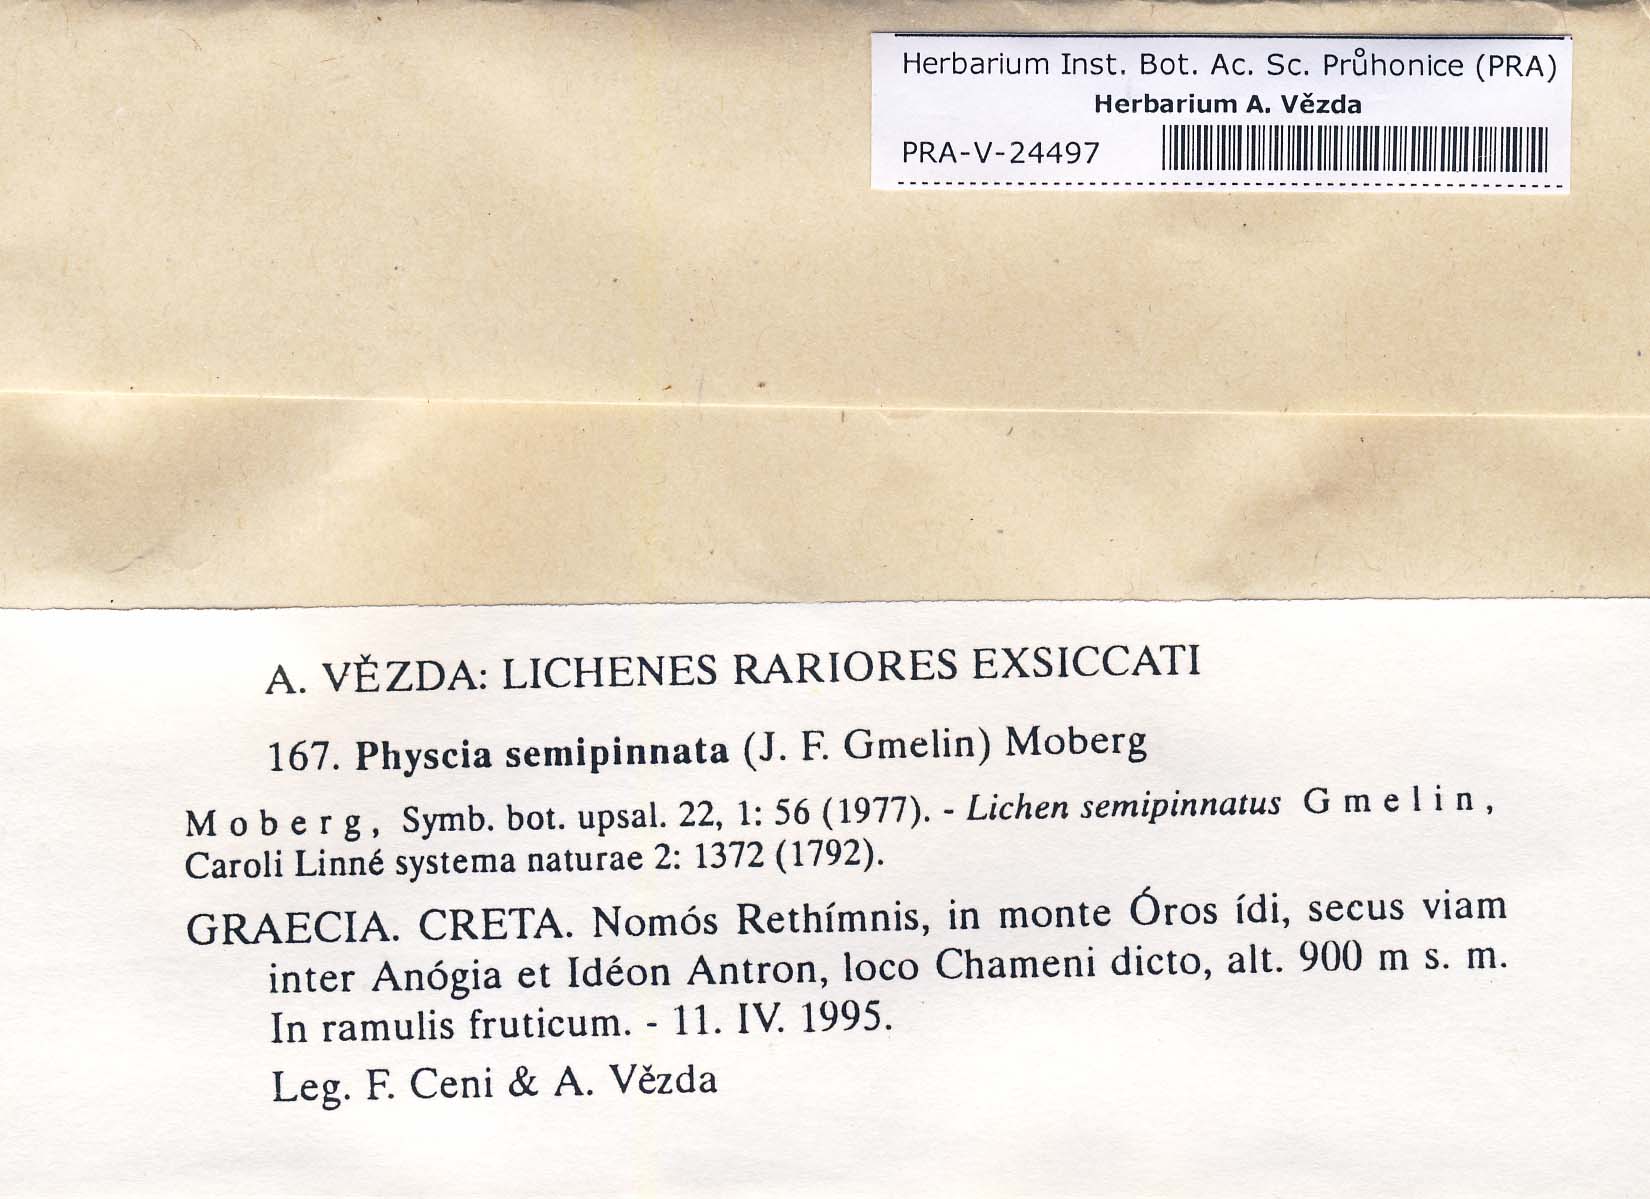 Herbarium Inst. Bot. Ac. Sc. Průhonice (PRA)
Herbarium A. Vězda
PRA-V-24497
A. VĚZDA: LICHENES RARIORES EXSICCATI
167. Physcia semipinnata (J. F. Gmelin) Moberg
Moberg, Symb. bot. upsal. 22, 1: 56 (1977). - Lichen semipinnatus Gmelin,
Caroli Linné systema naturae 2: 1372 (1792).
GRAECIA. CRETA. Nomós Rethímnis, in monte Óros ídi, secus viam
inter Anógia et Idéon Antron, loco Chameni dicto, alt. 900 m s. m.
In ramulis fruticum. - 11. IV. 1995.
Leg. F. Ceni & A. Vězda